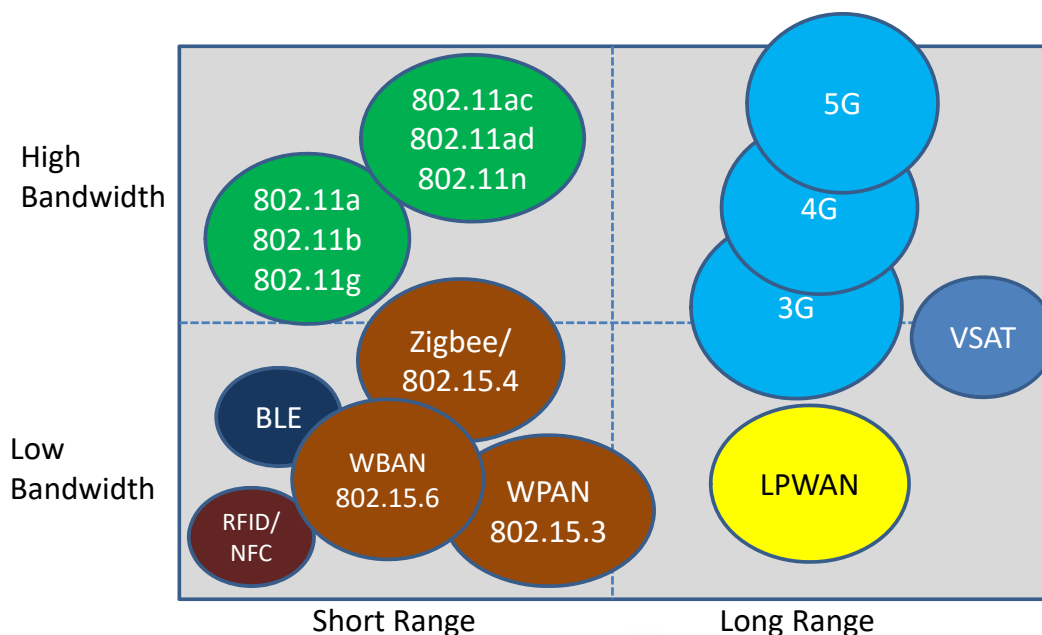 High
Bandwidth
802.11ac
802.11ad
802.11n
802.11a
802.11b
802.11g
5G
4G
3G
VSAT
Zigbee/
802.15.4
BLE
WBAN
802.15.6
WPAN
802.15.3
RFID/
NFC
LPWAN
Low
Bandwidth
Short Range
Long Range